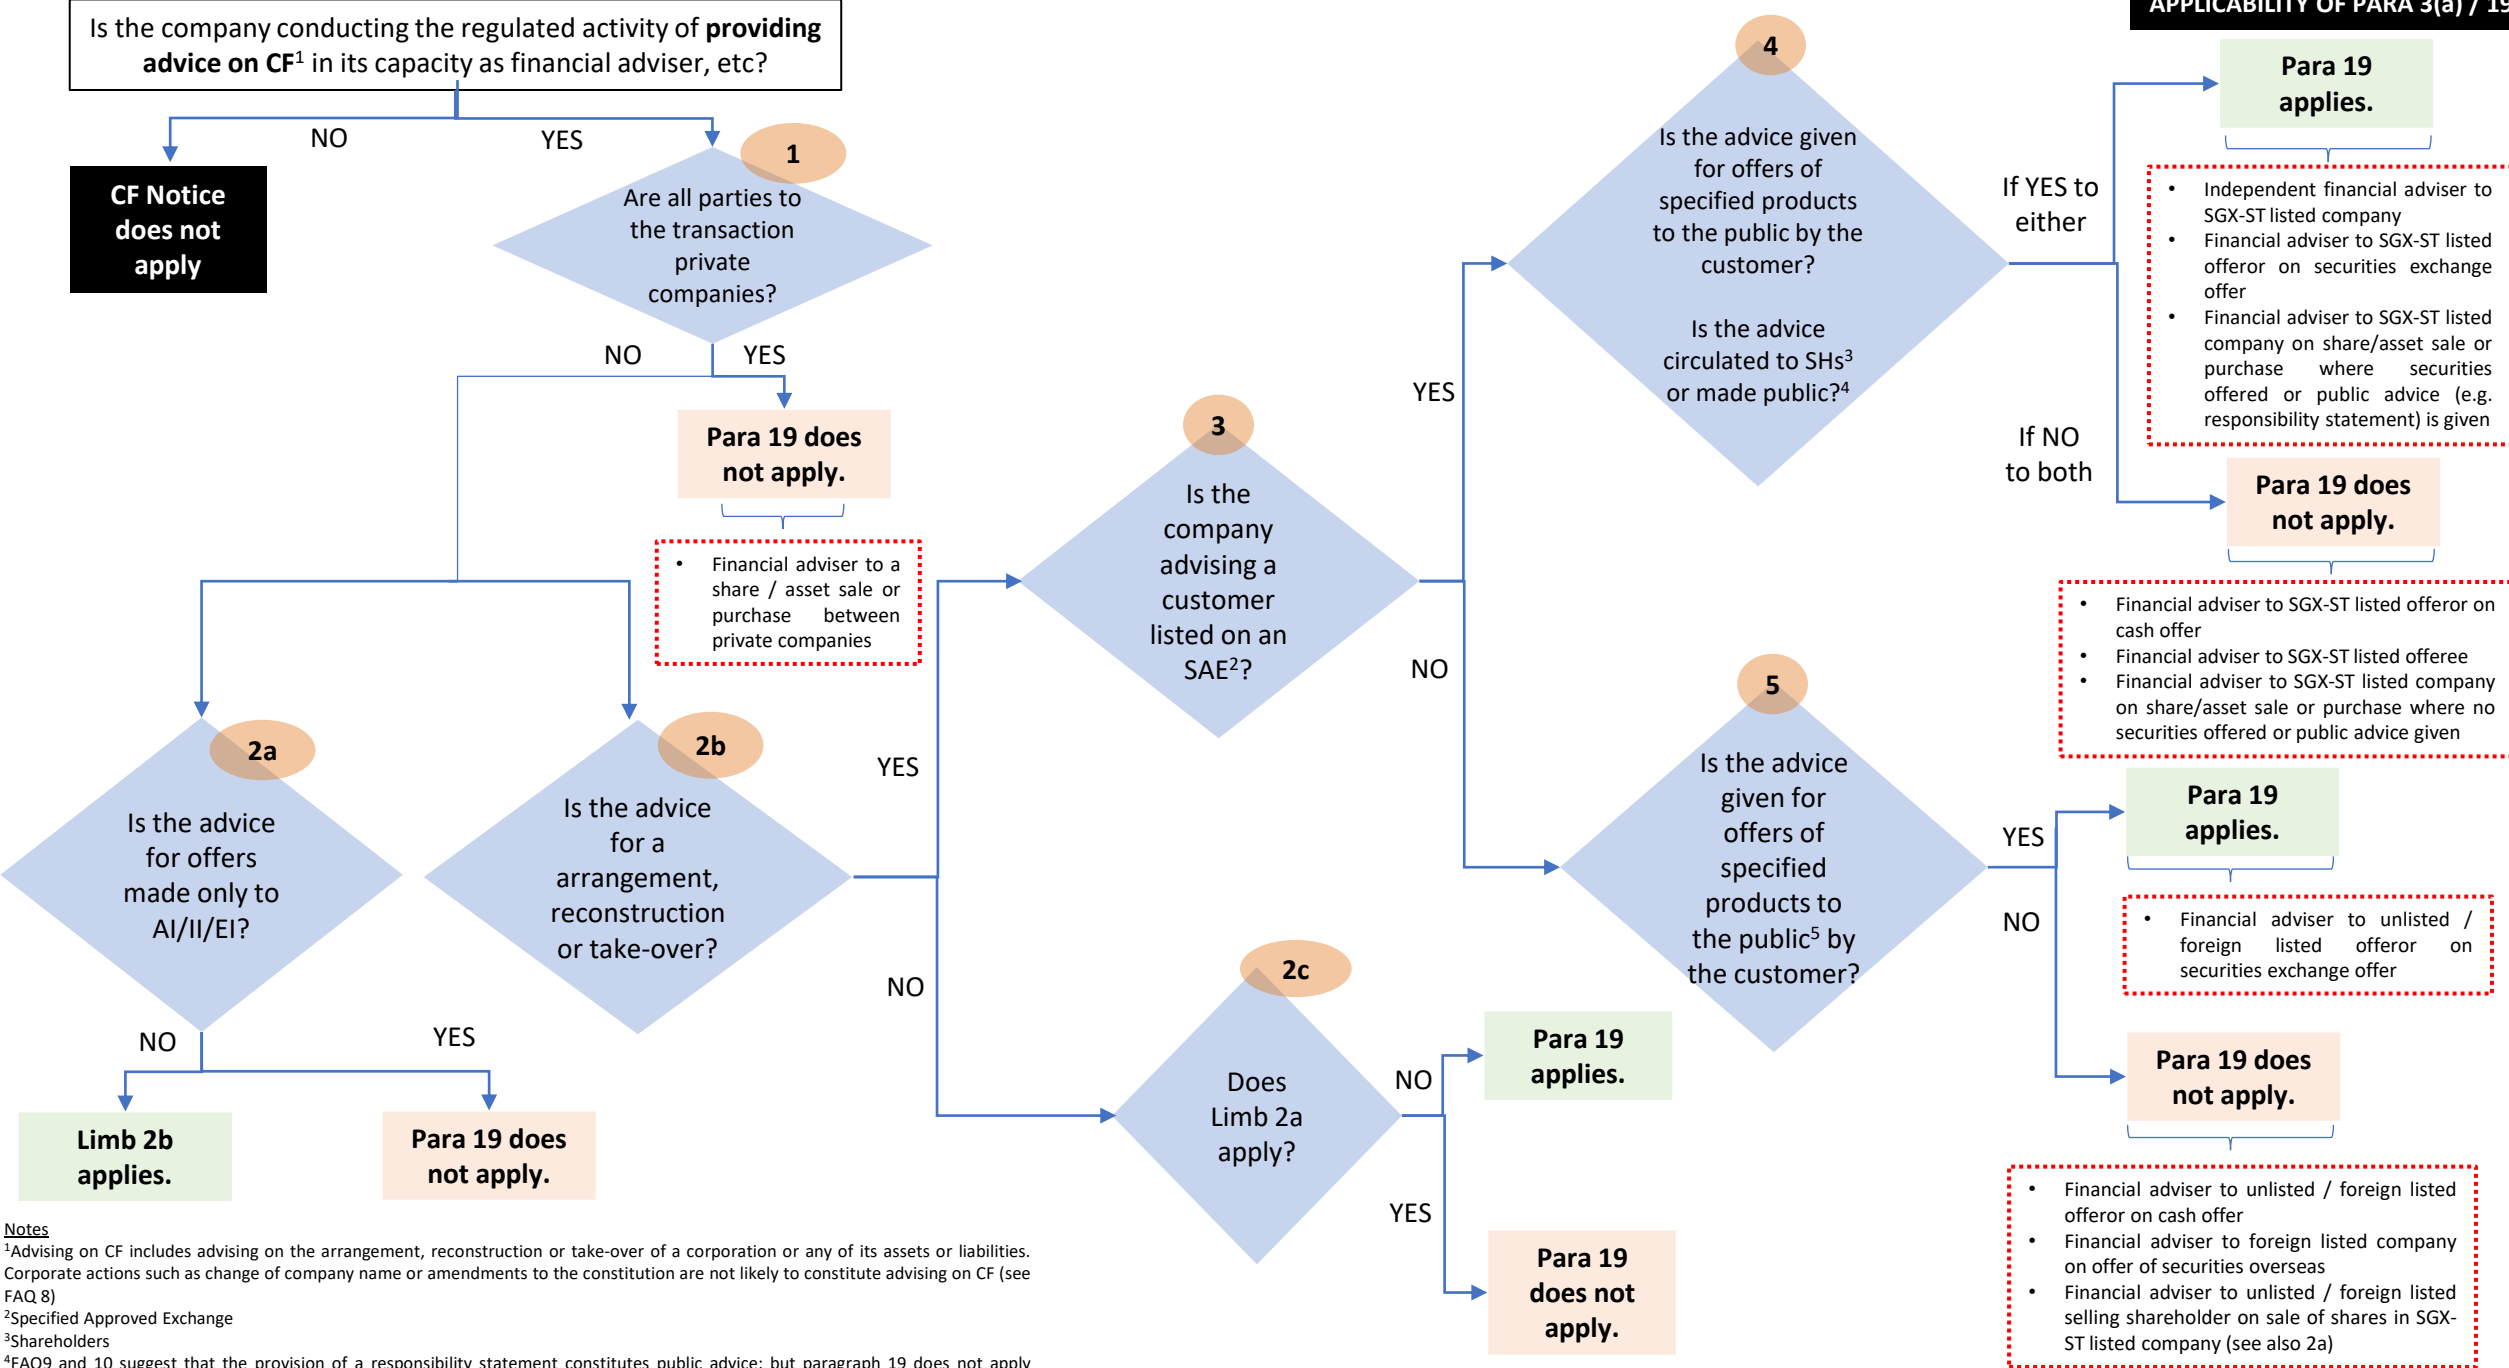 APPLICABILITY OF PARA 3(a) / 19
Is the company conducting the regulated activity of providing
advice on CF1 in its capacity as financial adviser, etc?
NO
YES
CF Notice
does not
apply
1
Are all parties to
the transaction
private
companies?
NO
YES
Para 19 does
not apply.
• Financial adviser to a
share / asset sale or
purchase between
private companies
2a
Is the advice
for offers
made only to
AI/II/EI?
NO
YES
Limb 2b
applies.
Para 19 does
not apply.
2b
Is the advice
for a
arrangement,
reconstruction
or take-over?
YES
NO
2c
Does
Limb 2a
apply?
NO
YES
Para 19
applies.
Para 19
does not
apply.
3
Is the
company
advising a
customer
listed on an
SAE2?
YES
NO
4
Is the advice given
for offers of
specified products
to the public by the
customer?
Is the advice
circulated to SHs3
or made public?4
If YES to
either
If NO
to both
Para 19
applies.
• Independent financial adviser to
SGX-ST listed company
• Financial adviser to SGX-ST listed
offeror on securities exchange
offer
• Financial adviser to SGX-ST listed
company on share/asset sale or
purchase where securities
offered or public advice (e.g.
responsibility statement) is given
Para 19 does
not apply.
• Financial adviser to SGX-ST listed offeror on
cash offer
• Financial adviser to SGX-ST listed offeree
• Financial adviser to SGX-ST listed company
on share/asset sale or purchase where no
securities offered or public advice given
5
Is the advice
given for
offers of
specified
products to
the public5 by
the customer?
YES
NO
Para 19
applies.
• Financial adviser to unlisted /
foreign listed offeror on
securities exchange offer
Para 19 does
not apply.
• Financial adviser to unlisted / foreign listed
offeror on cash offer
• Financial adviser to foreign listed company
on offer of securities overseas
• Financial adviser to unlisted / foreign listed
selling shareholder on sale of shares in SGX-
ST listed company (see also 2a)
Notes
1Advising on CF includes advising on the arrangement, reconstruction or take-over of a corporation or any of its assets or liabilities.
Corporate actions such as change of company name or amendments to the constitution are not likely to constitute advising on CF (see
FAQ 8)
2Specified Approved Exchange
3Shareholders
4FAQ9 and 10 suggest that the provision of a responsibility statement constitutes public advice; but paragraph 19 does not apply